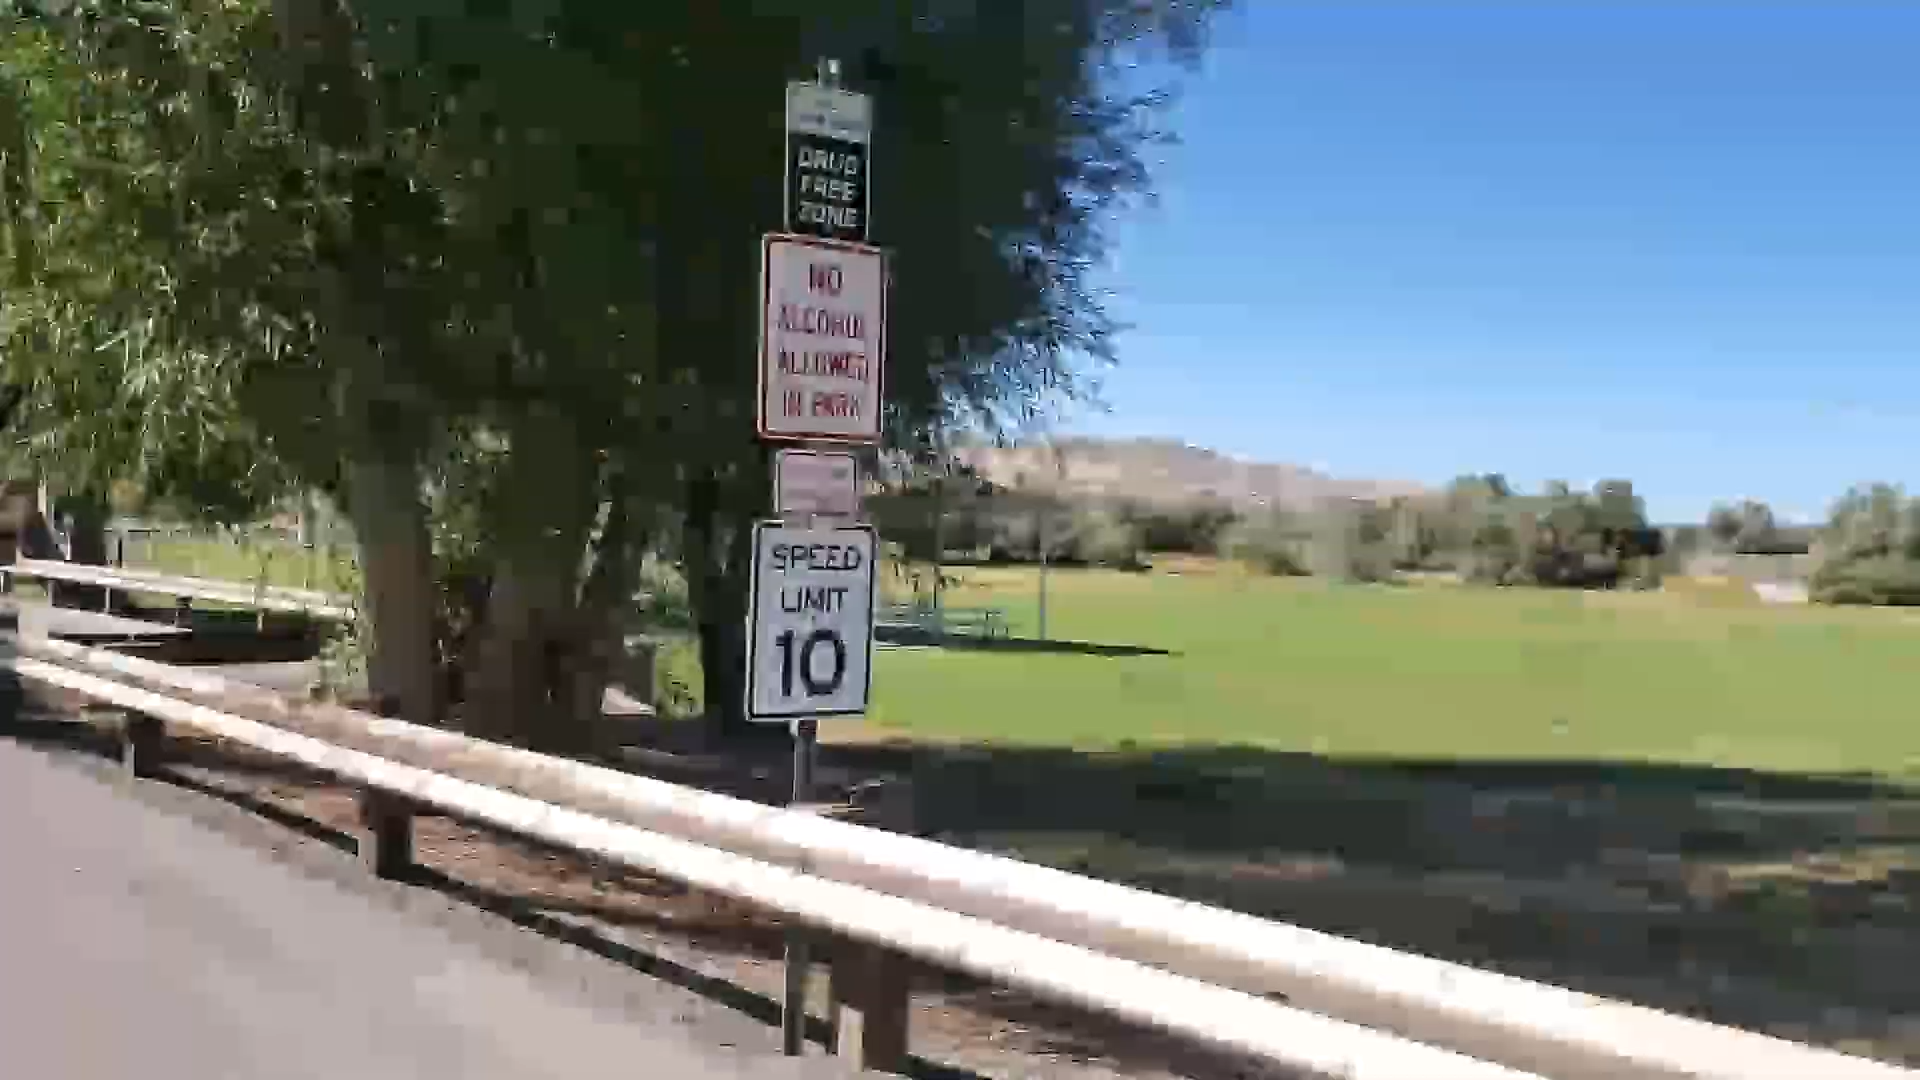 DRUG
FREE
ZONE
NO
ALCOHOL
ALLOWED
IN PARK
SPEED
LIMIT
10